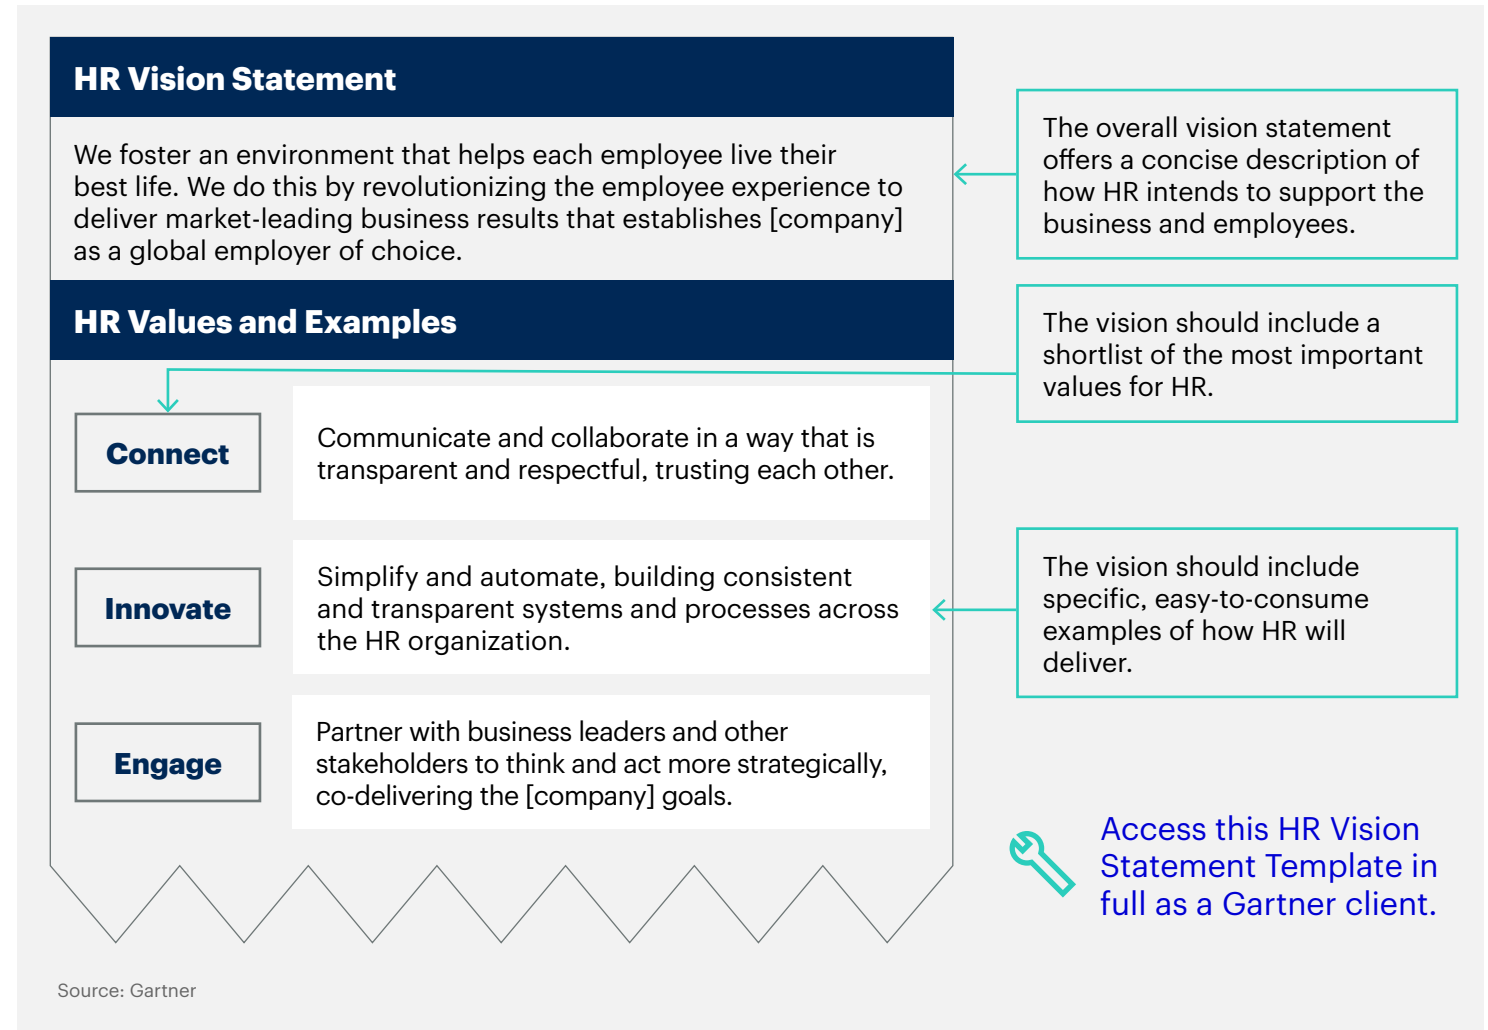 HR Vision Statement
We foster an environment that helps each employee live their
best life. We do this by revolutionizing the employee experience to
deliver market-leading business results that establishes [company]
as a global employer of choice.
The overall vision statement
offers a concise description of
how HR intends to support the
business and employees.
HR Values and Examples
The vision should include a
shortlist of the most important
values for HR.
Connect
Communicate and collaborate in a way that is
transparent and respectful, trusting each other.
Innovate
Simplify and automate, building consistent
and transparent systems and processes across
the HR organization.
The vision should include
specific, easy-to-consume
examples of how HR will
deliver.
Engage
Partner with business leaders and other
stakeholders to think and act more strategically,
co-delivering the [company] goals.
Access this HR Vision
Statement Template in
full as a Gartner client.
Source: Gartner